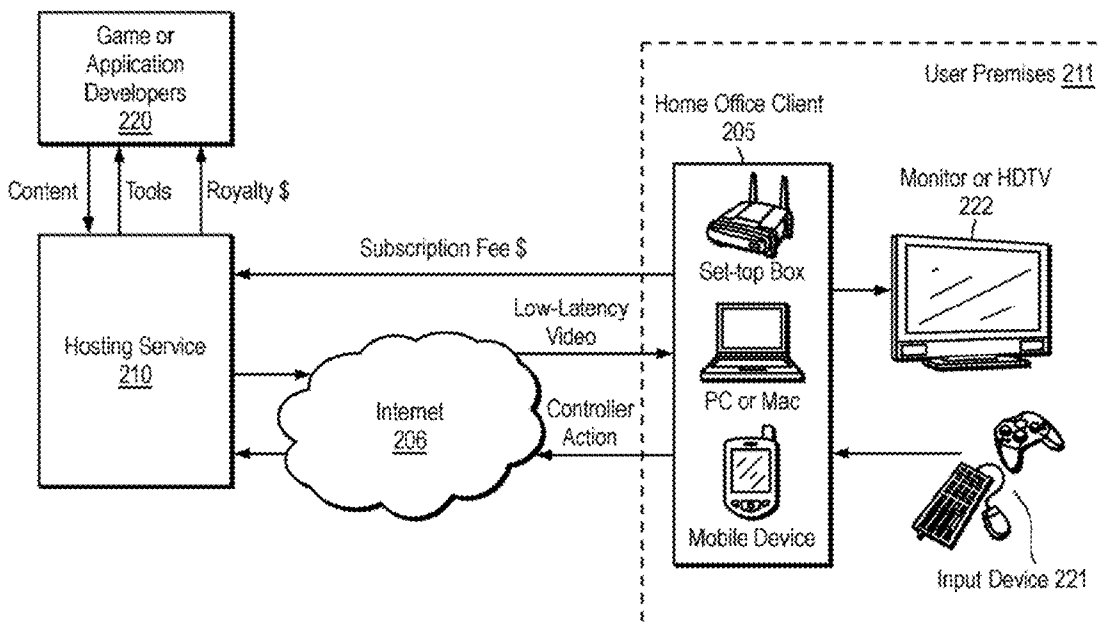 Game or
Application
Developers
220
Content
Tools
Royalty $
User Premises 211
Home Office Client
205
Monitor or HDTV
222
Subscription Fee $
Set-top Box
Low-Latency
Video
Hosting Service
210
PC or Mac
Internet
206
Controller
Action
Mobile Device
Input Device 221